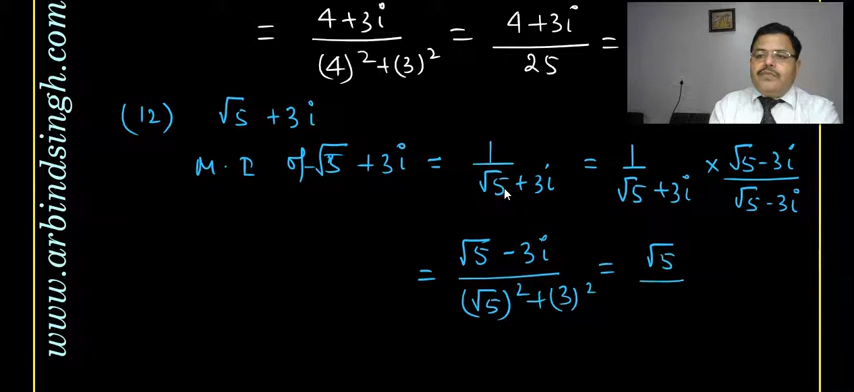 = 4+3i / (4)²+(3)² = 4+3i / 25 =
(12) √5 +3i
M.I of √5 +3i = 1 / √5+3i = 1 / √5+3i × √5-3i / √5-3i
= √5 -3i / (√5)²+(3)² = √5
www.arbindsingh.com